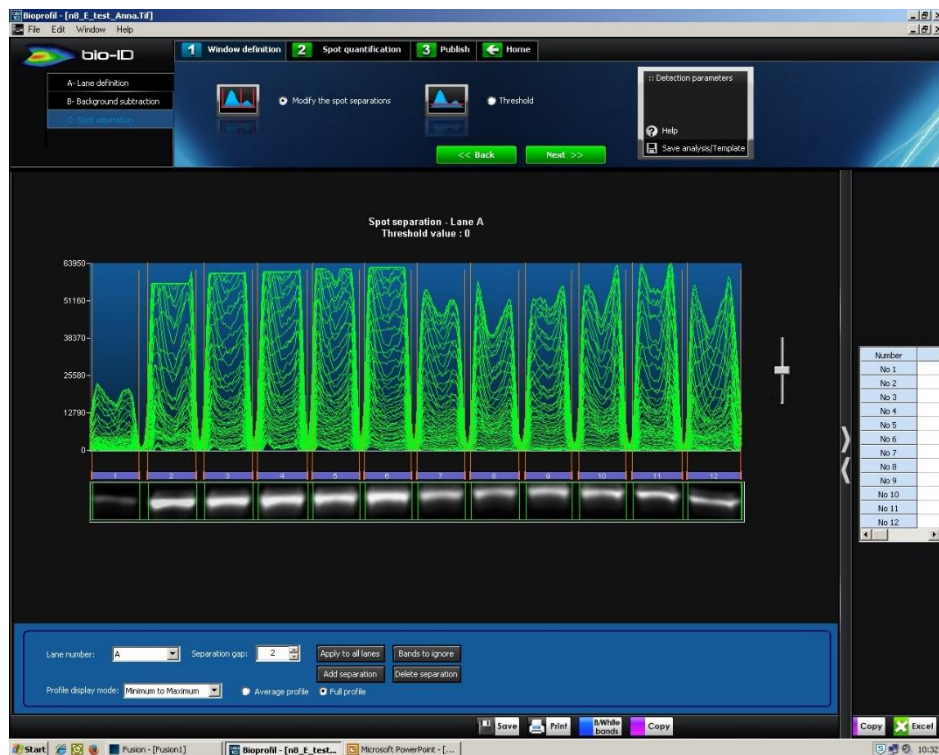 Bioprofil - [n8_E_test_Anna.Tif]
File Edit Window Help
bio-ID
1 Window definition 2 Spot quantification 3 Publish Home
A- Lane definition
B- Background subtraction
C- Spot separation
Modify the spot separations
Threshold
:: Detection parameters
Help
Save analysis/Template
<< Back Next >>
Spot separation - Lane A
Threshold value : 0
63950
51160
38370
25580
12790
0
1 2 3 4 5 6 7 8 9 10 11 12
Number
No 1
No 2
No 3
No 4
No 5
No 6
No 7
No 8
No 9
No 10
No 11
No 12
Lane number: A Separation gap: 2 Apply to all lanes Bands to ignore
Add separation Delete separation
Profile display mode: Minimum to Maximum Average profile Full profile
Save Print B/White bands Copy Copy Excel
Start Fusion - [Fusion1] Bioprofil - [n8_E_test... Microsoft PowerPoint - [... 10:32